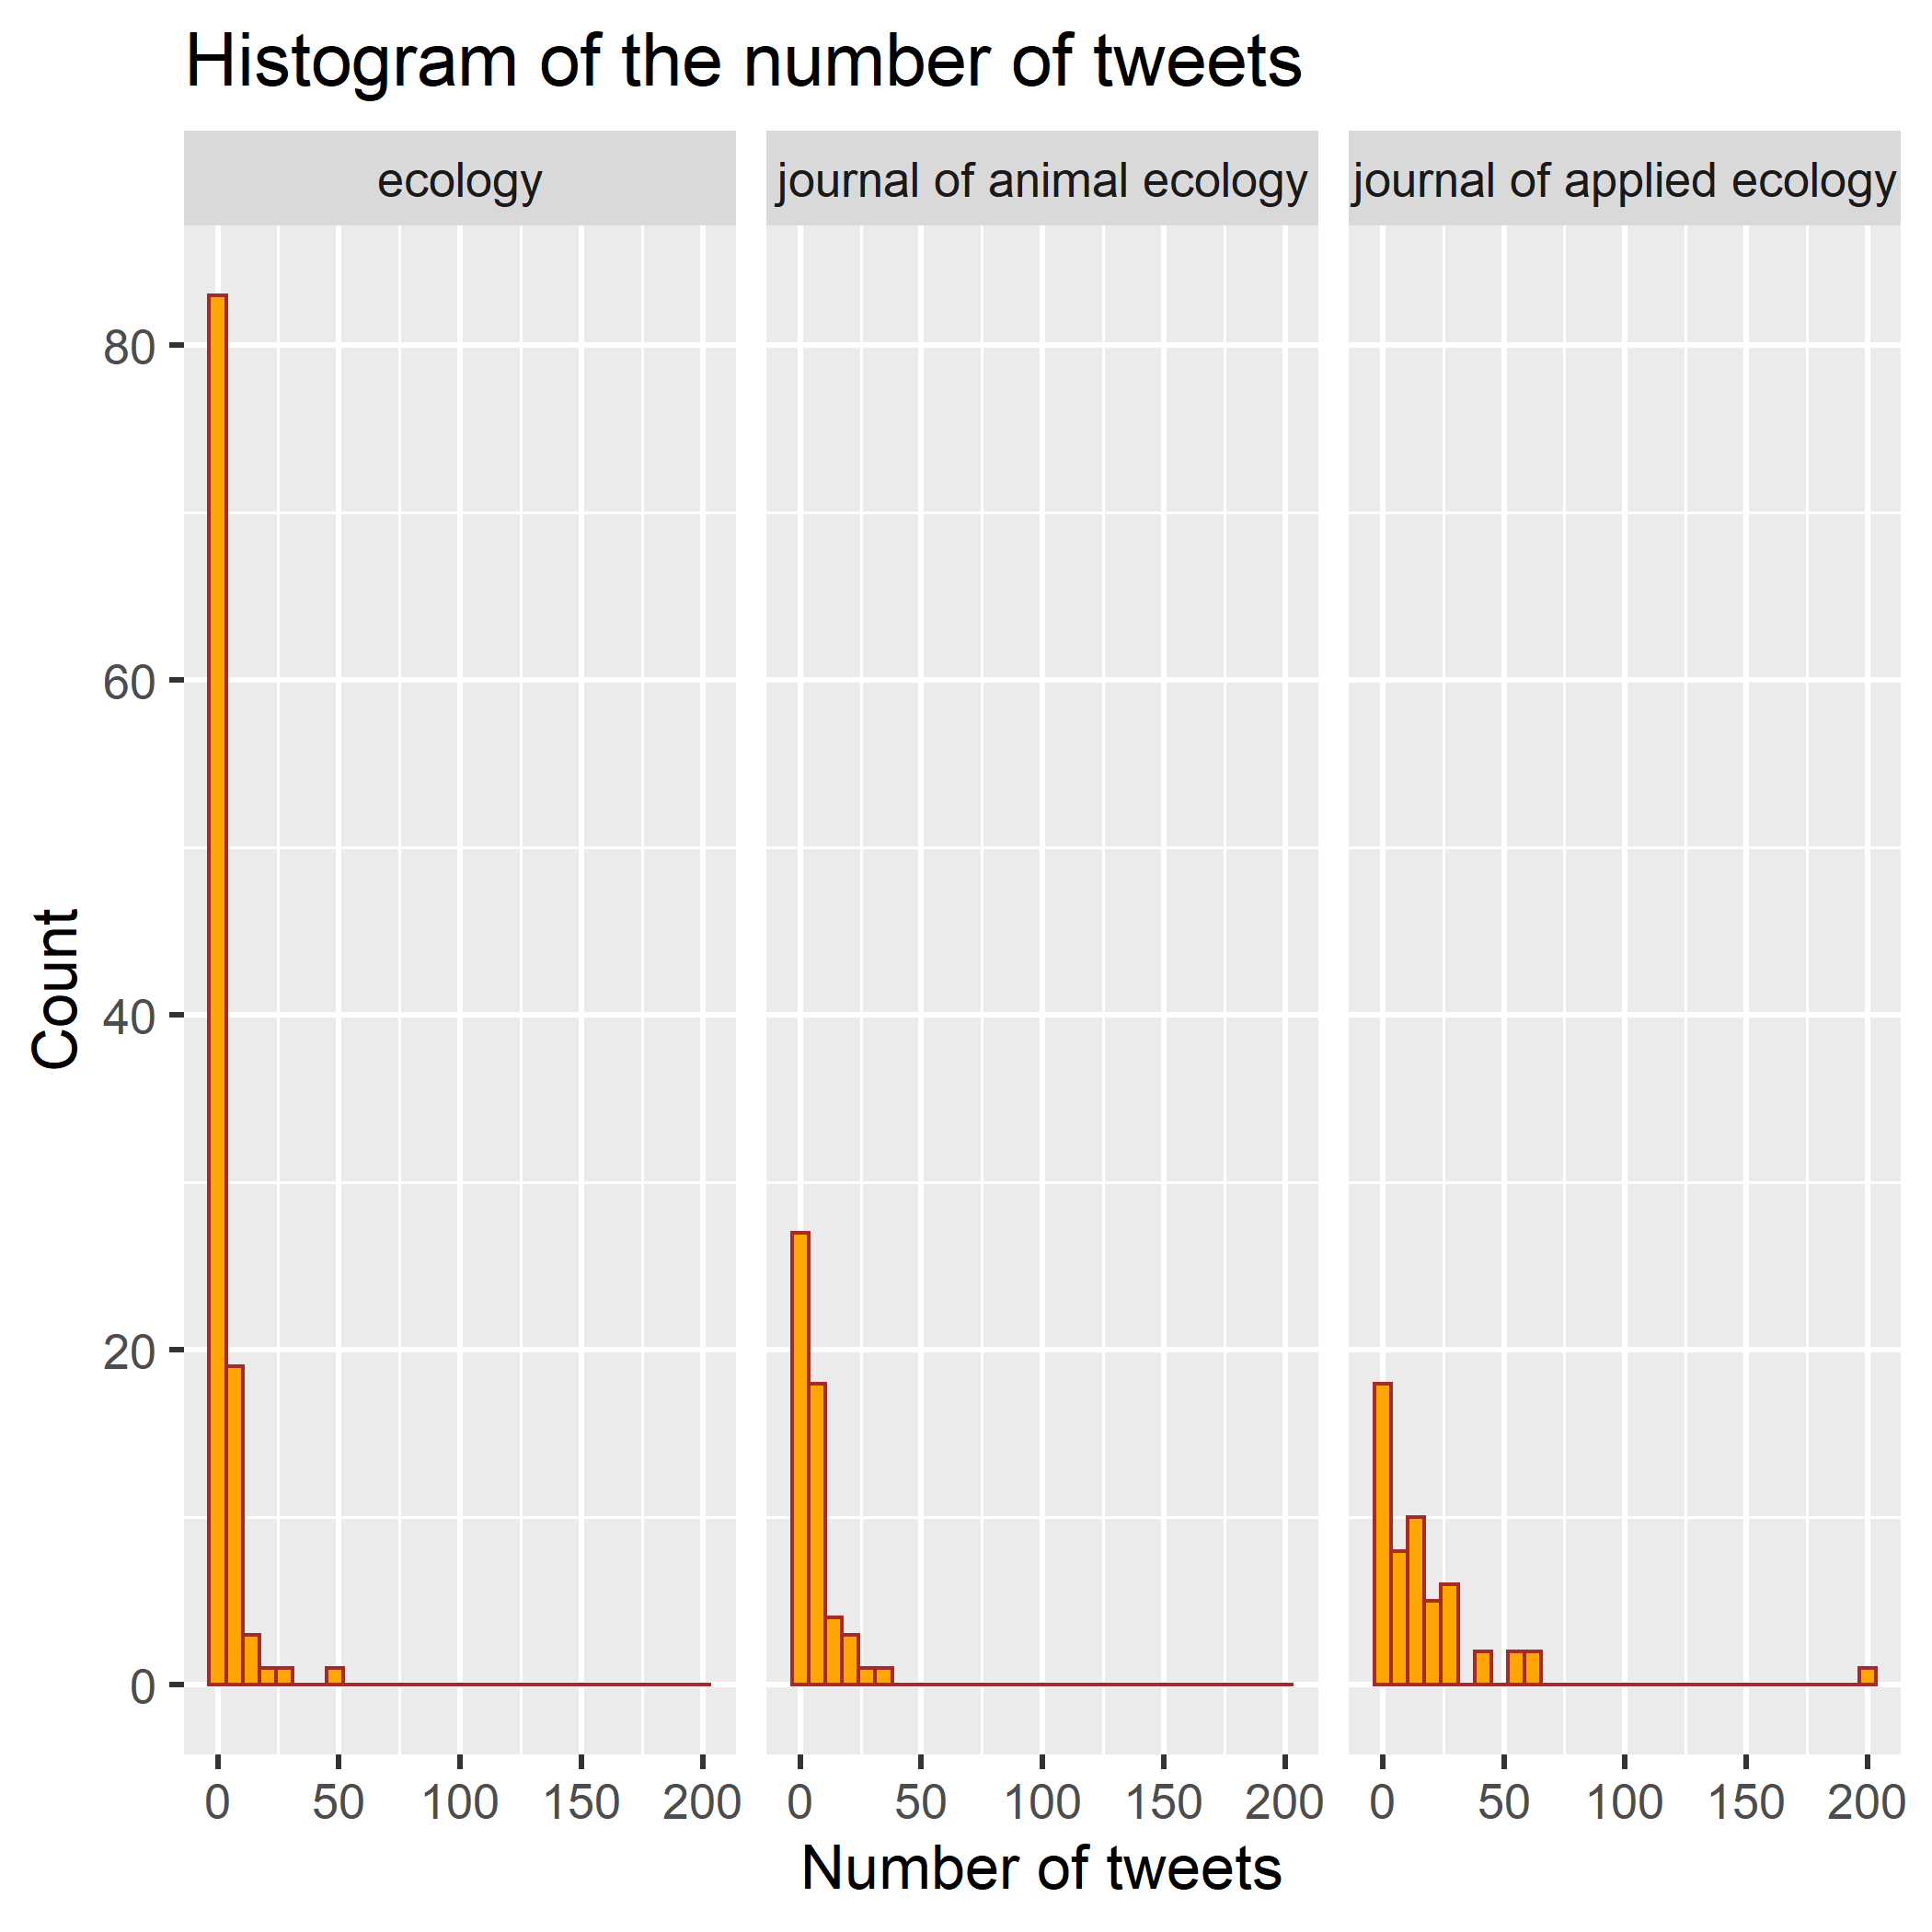 Histogram of the number of tweets
ecology
journal of animal ecology
journal of applied ecology
80
60
40
20
0
Count
0 50 100 150 200
0 50 100 150 200
0 50 100 150 200
Number of tweets